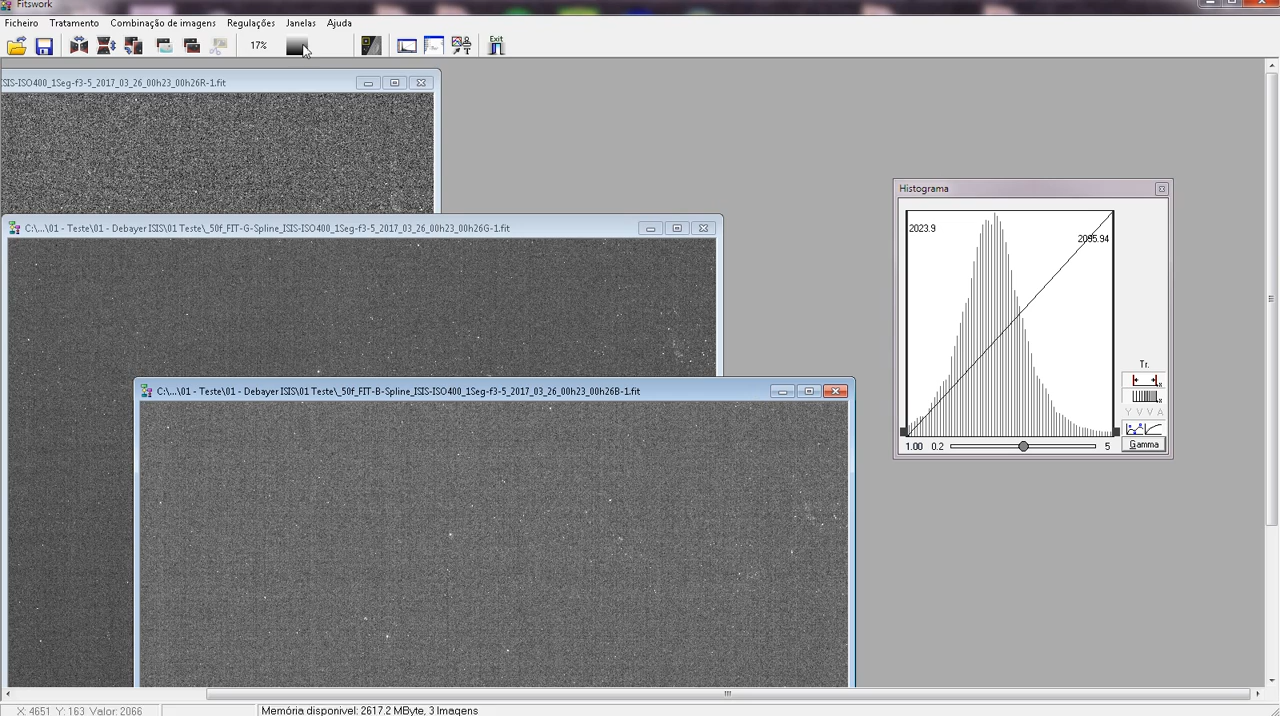 Fitswork
Ficheiro Tratamento Combinação de imagens Regulações Janelas Ajuda
17%
Exit
ISIS-ISO400_1Seg-f3-5_2017_03_26_00h23_00h26R-1.fit
C:\...\01 - Teste\01 - Debayer ISIS\01 Teste\_50f_FIT-G-Spline_ISIS-ISO400_1Seg-f3-5_2017_03_26_00h23_00h26G-1.fit
C:\...\01 - Teste\01 - Debayer ISIS\01 Teste\_50f_FIT-B-Spline_ISIS-ISO400_1Seg-f3-5_2017_03_26_00h23_00h26B-1.fit
Histograma
2023.9
2095.94
Tr.
Y V V A
1.00 0.2 5 Gamma
X: 4651 Y: 163 Valor: 2066 Memória disponivel: 2617.2 MByte, 3 Imagens